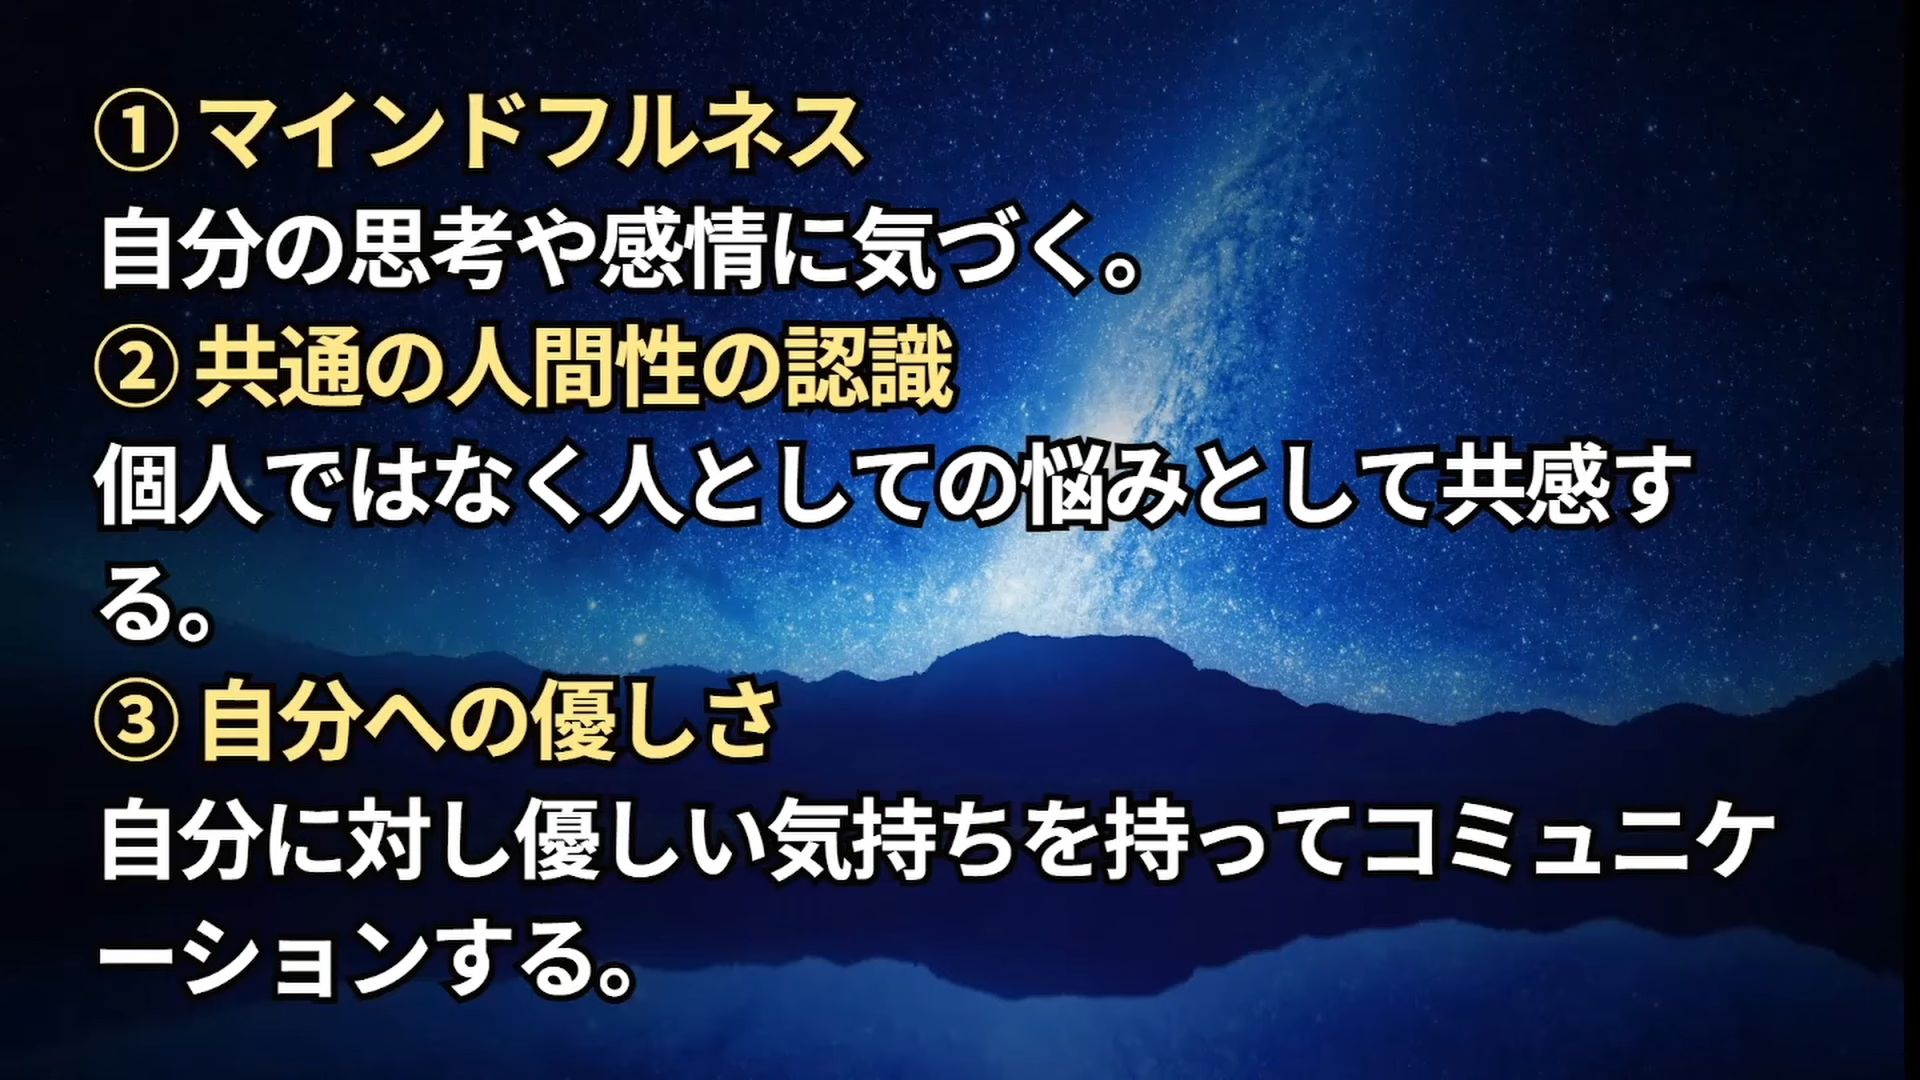 ① マインドフルネス
自分の思考や感情に気づく。
② 共通の人間性の認識
個人ではなく人としての悩みとして共感す
る。
③ 自分への優しさ
自分に対し優しい気持ちを持ってコミュニケ
ーションする。